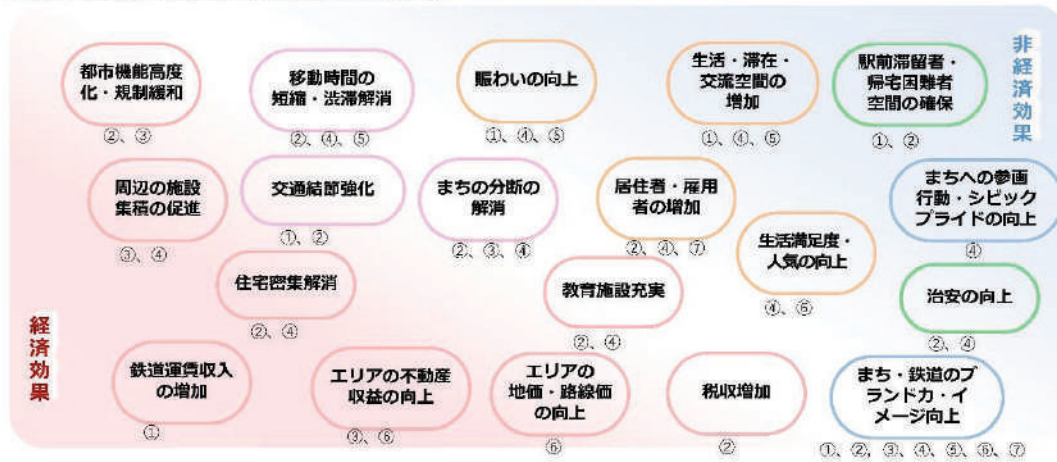 都市機能高度
化・規制緩和
②、③
移動時間の
短縮・渋滞解消
②、④、⑤
賑わいの向上
①、④、⑤
生活・滞在・
交流空間の
増加
①、④、⑤
駅前滞留者・
帰宅困難者
空間の確保
①、②
非経済効果
周辺の施設
集積の促進
③、④
交通結節強化
①、②
まちの分断の
解消
②、③、④
居住者・雇用
者の増加
②、④、⑦
生活満足度・
人気の向上
④、⑥
まちへの参画
行動・シビック
プライドの向上
④
住宅密集解消
②、④
教育施設充実
②、④
治安の向上
②、④
経済効果
鉄道運賃収入
の増加
①
エリアの不動産
収益の向上
③、⑥
エリアの
地価・路線価
の向上
⑥
税収増加
②
まち・鉄道のブ
ランド力・イ
メージ向上
①、②、③、④、⑤、⑥、⑦